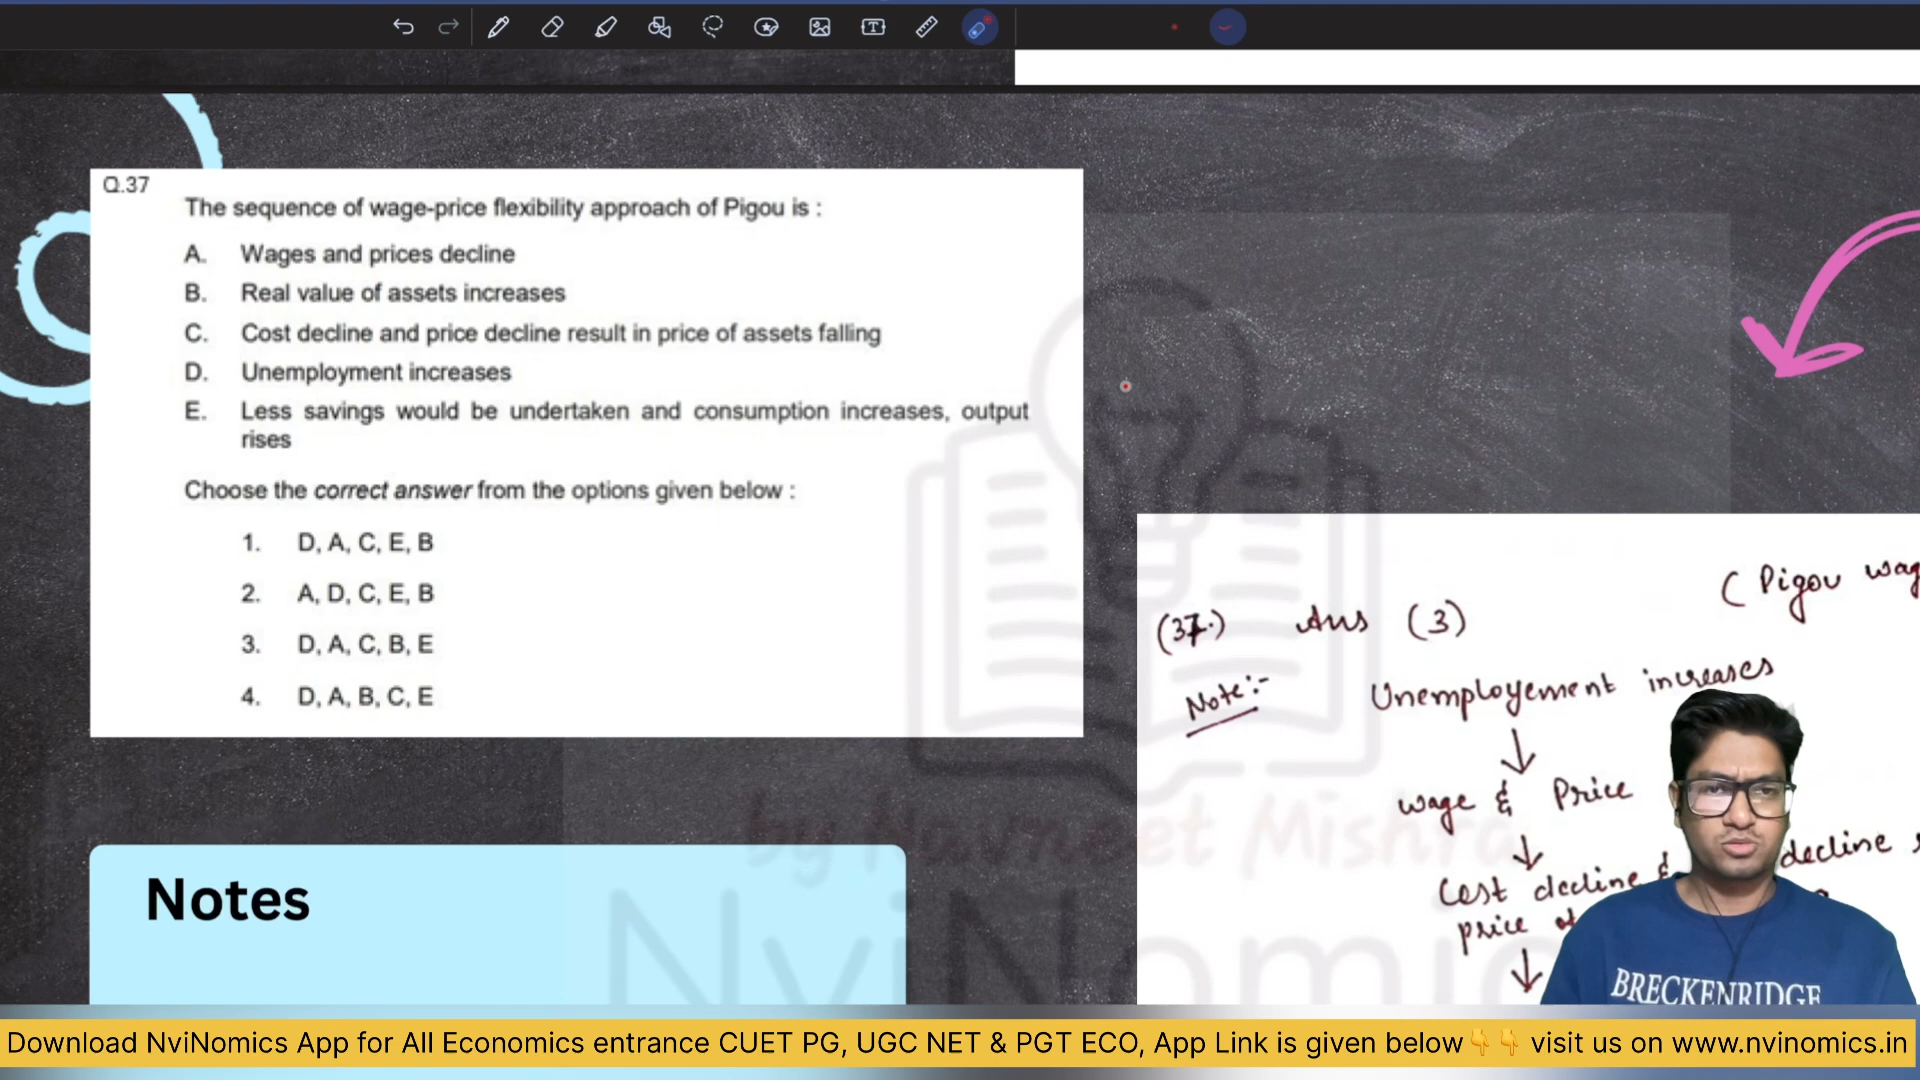 Q.37
The sequence of wage-price flexibility approach of Pigou is :
A. Wages and prices decline
B. Real value of assets increases
C. Cost decline and price decline result in price of assets falling
D. Unemployment increases
E. Less savings would be undertaken and consumption increases, output
rises
Choose the correct answer from the options given below :
1. D, A, C, E, B
2. A, D, C, E, B
3. D, A, C, B, E
4. D, A, B, C, E
( Pigou
(37.) Ans (3)
Note:- Unemployement increases
wage & Price
Cost decline & decline
price
by Navneet Mishra
NviNomics
Notes
BRECKENRIDGE
Download NviNomics App for All Economics entrance CUET PG, UGC NET & PGT ECO, App Link is given below👇👇 visit us on www.nvinomics.in